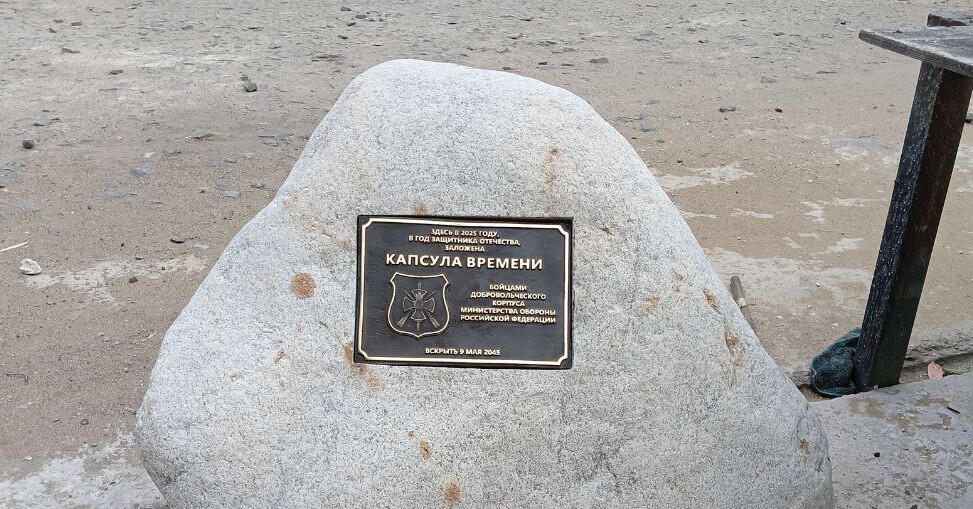 ЗДЕСЬ В 2025 ГОДУ,
В ГОД ЗАЩИТНИКА ОТЕЧЕСТВА,
ЗАЛОЖЕНА
КАПСУЛА ВРЕМЕНИ
БОЙЦАМИ
ДОБРОВОЛЬЧЕСКОГО
КОРПУСА
МИНИСТЕРСТВА ОБОРОНЫ
РОССИЙСКОЙ ФЕДЕРАЦИИ
ВСКРЫТЬ 9 МАЯ 2045